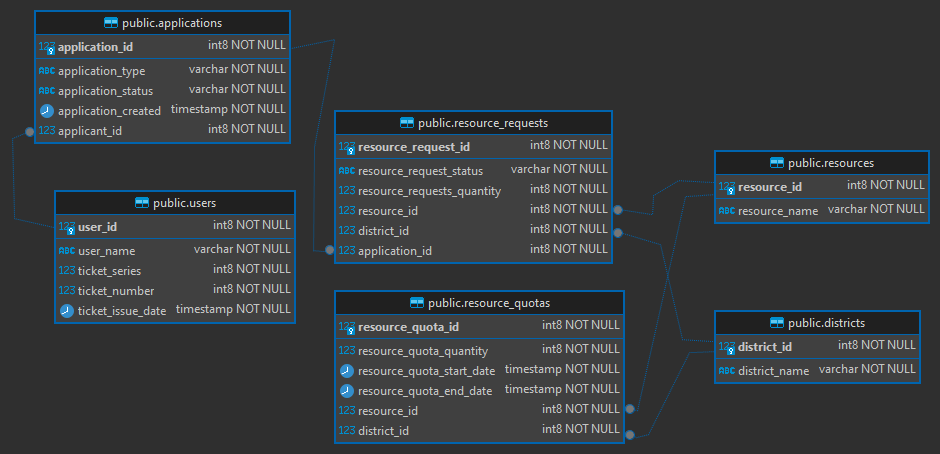 public.applications
123 application_id int8 NOT NULL
ABC application_type varchar NOT NULL
ABC application_status varchar NOT NULL
application_created timestamp NOT NULL
123 applicant_id int8 NOT NULL
public.users
123 user_id int8 NOT NULL
ABC user_name varchar NOT NULL
123 ticket_series int8 NOT NULL
123 ticket_number int8 NOT NULL
ticket_issue_date timestamp NOT NULL
public.resource_requests
123 resource_request_id int8 NOT NULL
ABC resource_request_status varchar NOT NULL
123 resource_requests_quantity int8 NOT NULL
123 resource_id int8 NOT NULL
123 district_id int8 NOT NULL
123 application_id int8 NOT NULL
public.resource_quotas
123 resource_quota_id int8 NOT NULL
123 resource_quota_quantity int8 NOT NULL
resource_quota_start_date timestamp NOT NULL
resource_quota_end_date timestamp NOT NULL
123 resource_id int8 NOT NULL
123 district_id int8 NOT NULL
public.resources
123 resource_id int8 NOT NULL
ABC resource_name varchar NOT NULL
public.districts
123 district_id int8 NOT NULL
ABC district_name varchar NOT NULL